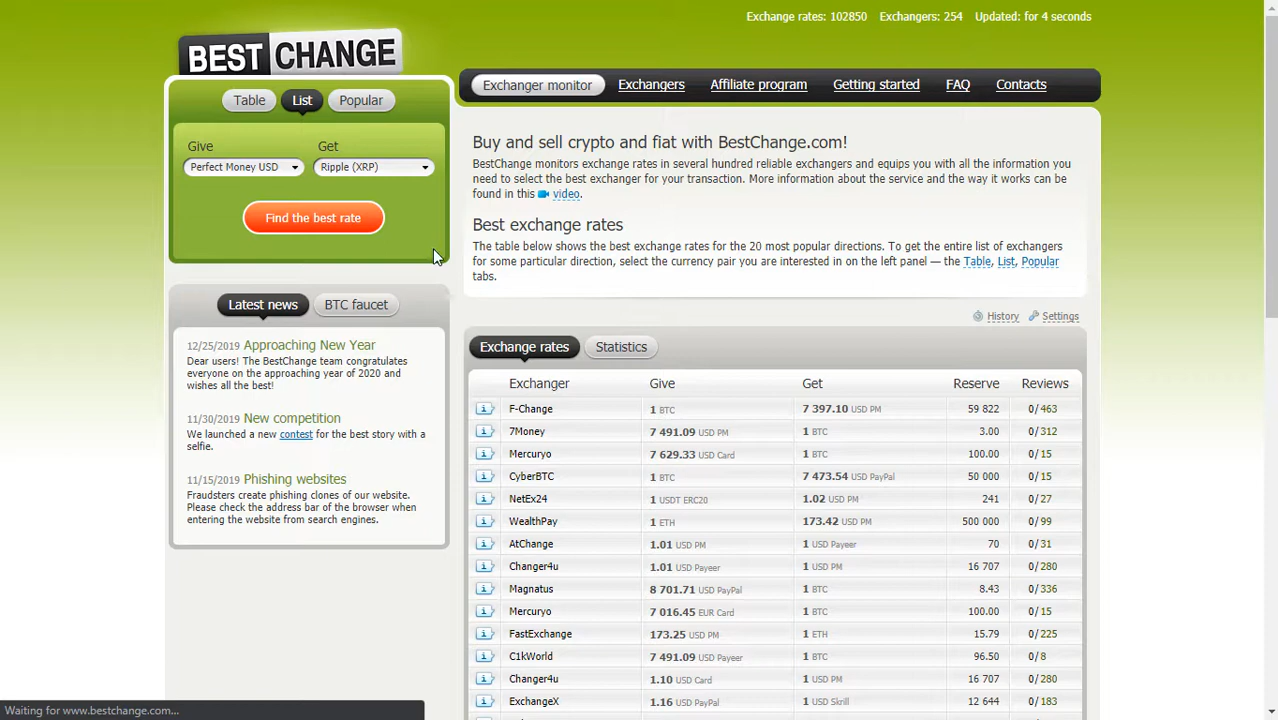 Exchange rates: 102850 Exchangers: 254 Updated: for 4 seconds
BEST CHANGE
Exchanger monitor Exchangers Affiliate program Getting started FAQ Contacts
Table List Popular
Give Get
Perfect Money USD Ripple (XRP)
Find the best rate
Buy and sell crypto and fiat with BestChange.com!
BestChange monitors exchange rates in several hundred reliable exchangers and equips you with all the information you
need to select the best exchanger for your transaction. More information about the service and the way it works can be
found in this video.
Best exchange rates
The table below shows the best exchange rates for the 20 most popular directions. To get the entire list of exchangers
for some particular direction, select the currency pair you are interested in on the left panel — the Table, List, Popular
tabs.
History Settings
Latest news BTC faucet
12/25/2019 Approaching New Year
Dear users! The BestChange team congratulates
everyone on the approaching year of 2020 and
wishes all the best!
11/30/2019 New competition
We launched a new contest for the best story with a
selfie.
11/15/2019 Phishing websites
Fraudsters create phishing clones of our website.
Please check the address bar of the browser when
entering the website from search engines.
Exchange rates Statistics
Exchanger Give Get Reserve Reviews
F-Change 1 BTC 7 397.10 USD PM 59 822 0/463
7Money 7 491.09 USD PM 1 BTC 3.00 0/312
Mercuryo 7 629.33 USD Card 1 BTC 100.00 0/15
CyberBTC 1 BTC 7 473.54 USD PayPal 50 000 0/15
NetEx24 1 USDT ERC20 1.02 USD PM 241 0/27
WealthPay 1 ETH 173.42 USD PM 500 000 0/99
AtChange 1.01 USD PM 1 USD Payeer 70 0/31
Changer4u 1.01 USD Payeer 1 USD PM 16 707 0/280
Magnatus 8 701.71 USD PayPal 1 BTC 8.43 0/336
Mercuryo 7 016.45 EUR Card 1 BTC 100.00 0/15
FastExchange 173.25 USD PM 1 ETH 15.79 0/225
C1kWorld 7 491.09 USD Payeer 1 BTC 96.50 0/8
Changer4u 1.10 USD Card 1 USD PM 16 707 0/280
ExchangeX 1.16 USD PayPal 1 USD Skrill 12 644 0/183
Waiting for www.bestchange.com...